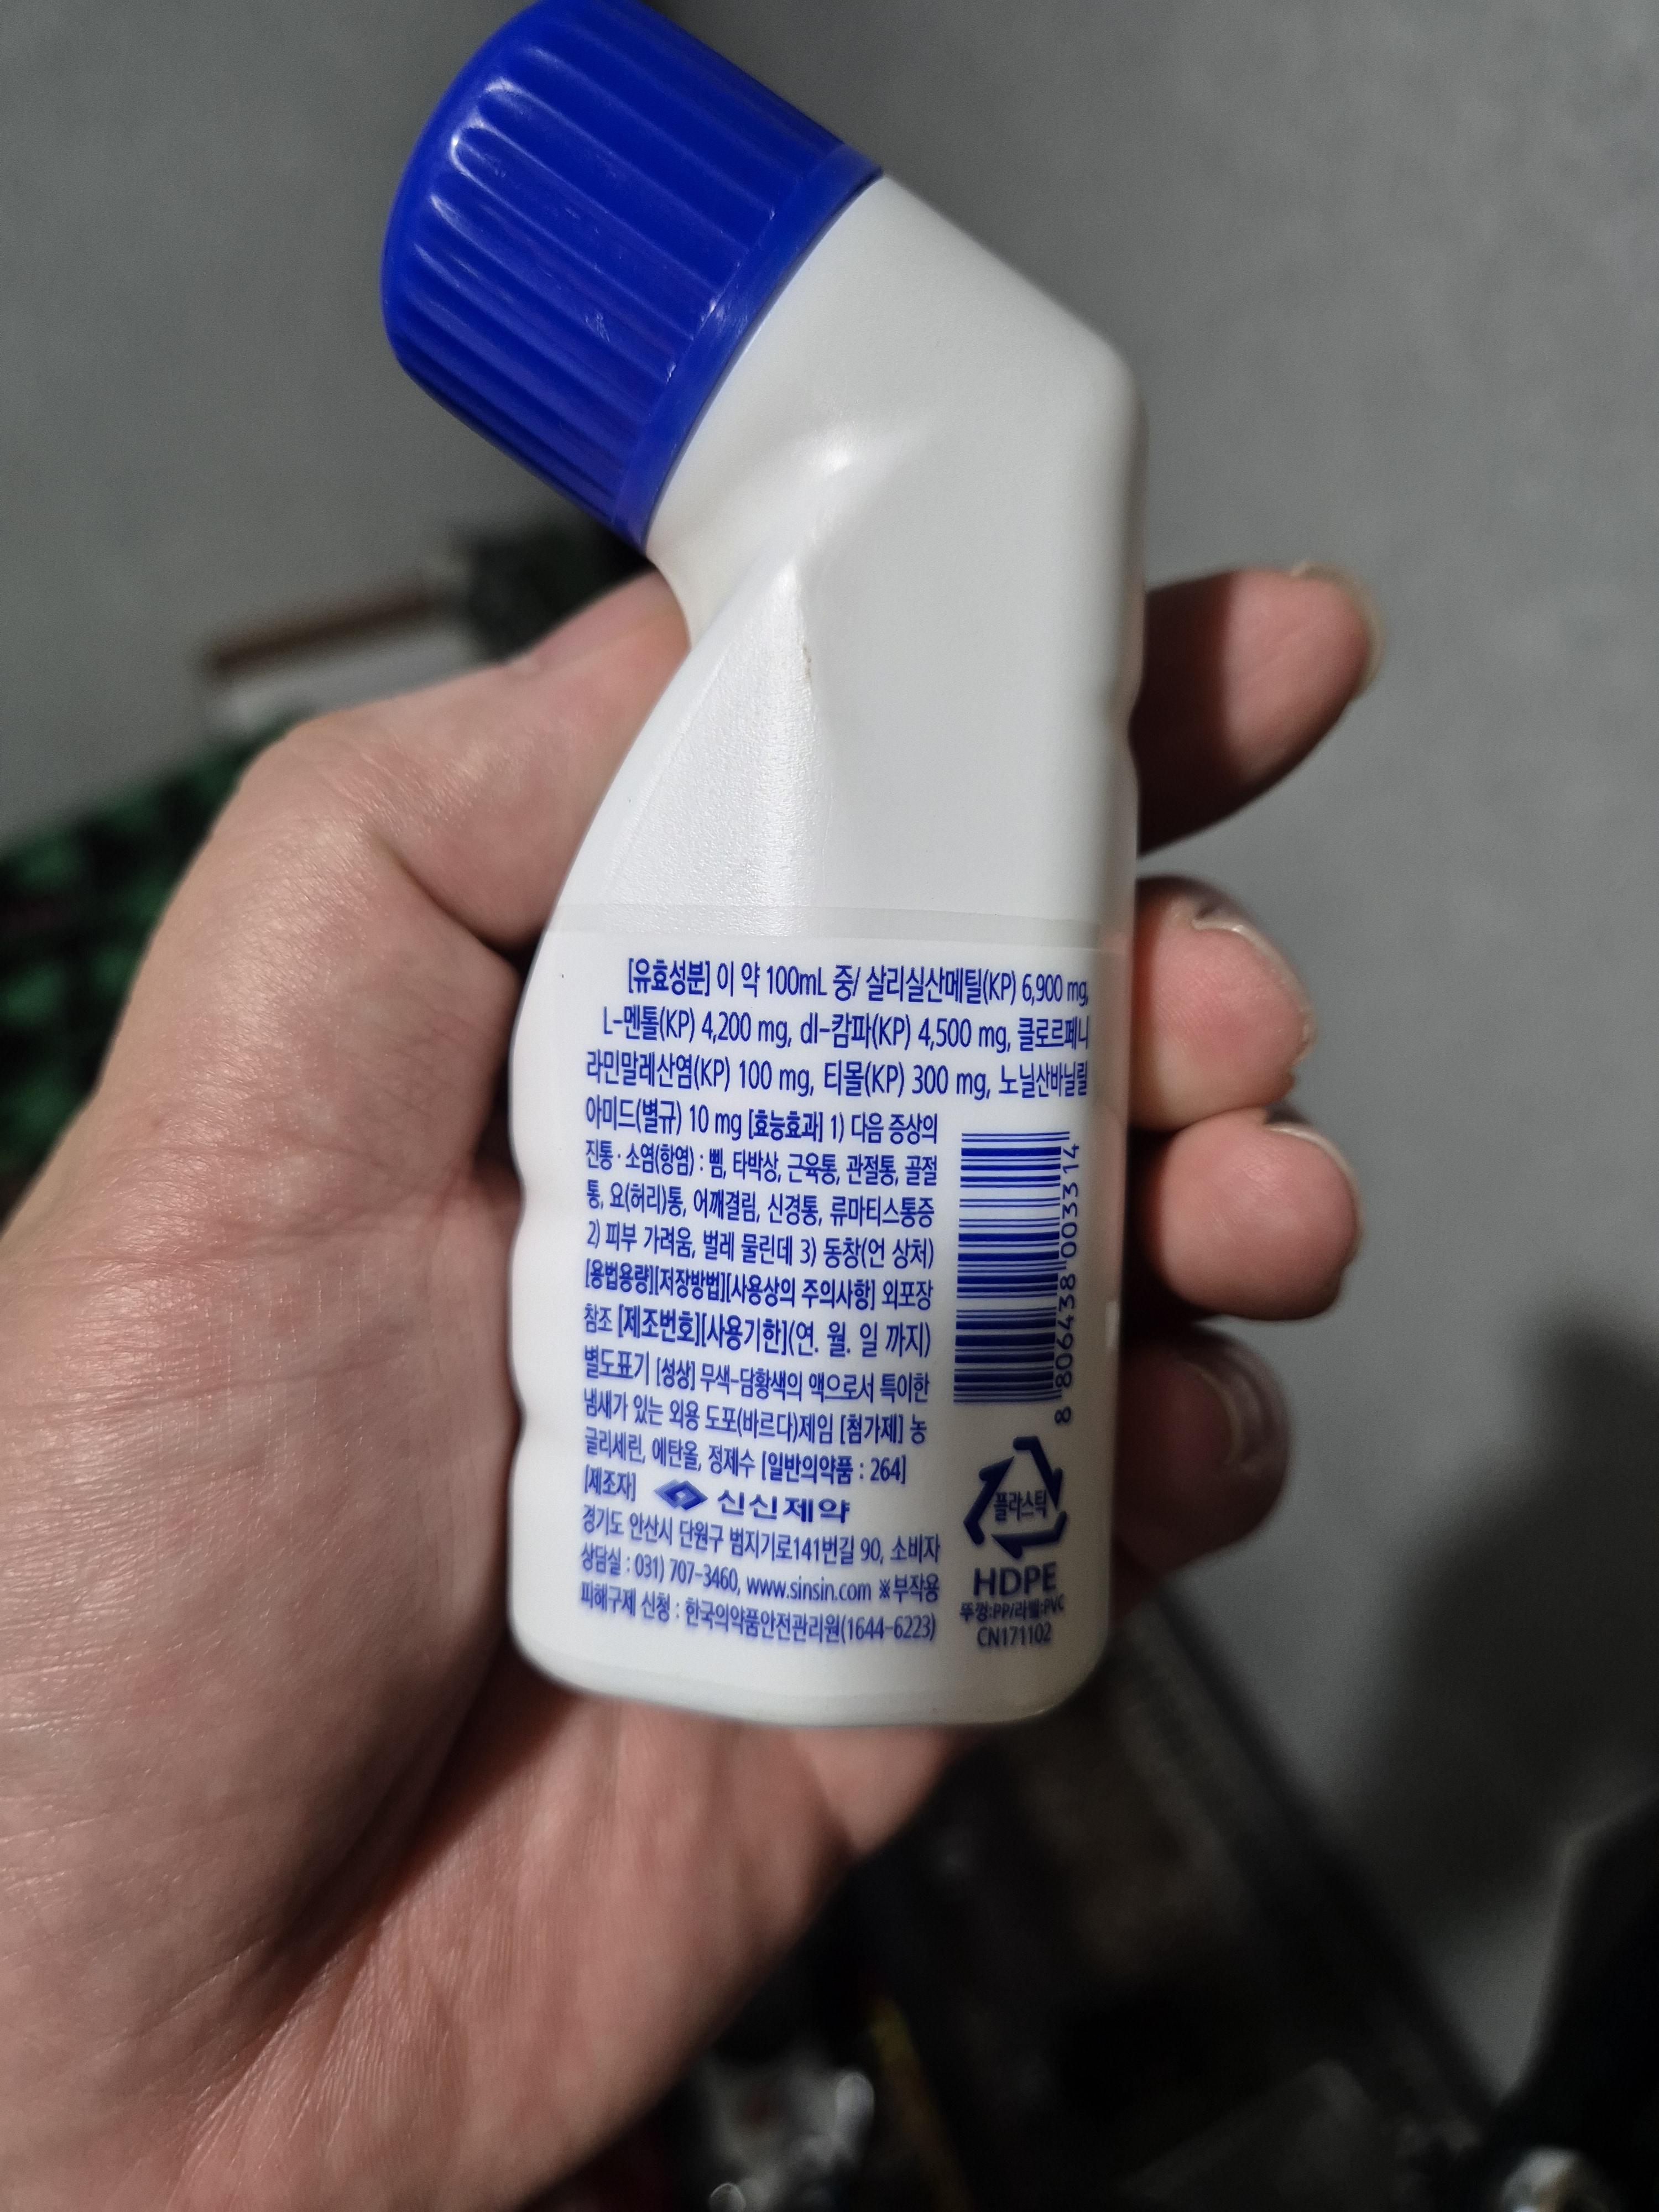 [유효성분] 이 약 100mL 중/ 살리실산메틸(KP) 6,900 mg,
L-멘톨(KP) 4,200 mg, dl-캄파(KP) 4,500 mg, 클로르페니
라민말레산염(KP) 100 mg, 티몰(KP) 300 mg, 노닐산바닐릴
아미드(별규) 10 mg [효능효과] 1) 다음 증상의
진통·소염(항염) : 삠, 타박상, 근육통, 관절통, 골절
통, 요(허리)통, 어깨결림, 신경통, 류마티스통증
2) 피부 가려움, 벌레 물린데 3) 동창(언 상처)
[용법용량][저장방법][사용상의 주의사항] 외포장
참조 [제조번호][사용기한](연. 월. 일 까지)
별도표기 [성상] 무색-담황색의 액으로서 특이한
냄새가 있는 외용 도포(바르다)제임 [첨가제] 농
글리세린, 에탄올, 정제수 [일반의약품 : 264]
[제조자] 신신제약
경기도 안산시 단원구 범지기로141번길 90, 소비자
상담실 : 031) 707-3460, www.sinsin.com ※부작용
피해구제 신청 : 한국의약품안전관리원(1644-6223)
8 806438 003314
플라스틱
HDPE
뚜껑:PP/라벨:PVC
CN171102